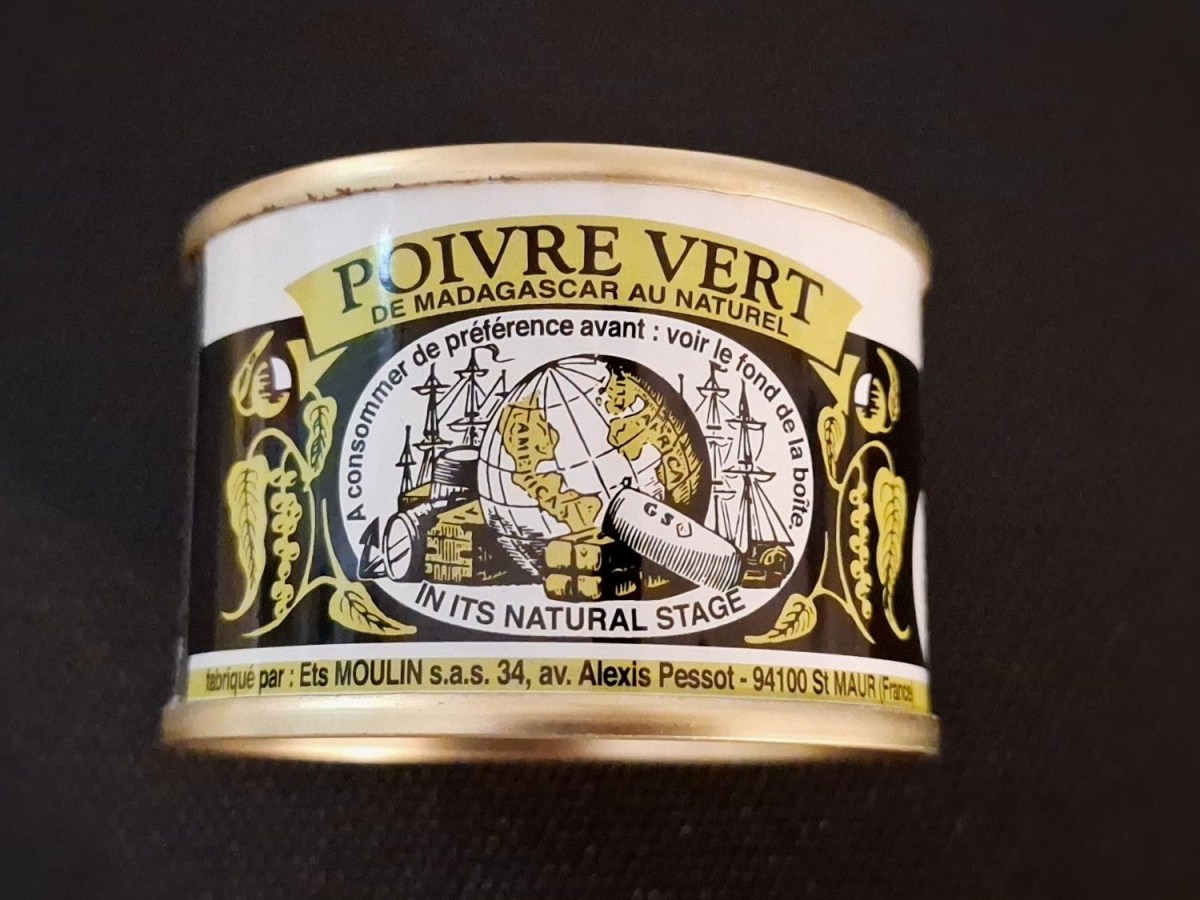 POIVRE VERT
DE MADAGASCAR AU NATUREL
A consommer de préférence avant : voir le fond de la boîte.
AMERICA
AFRICA
GS
IN ITS NATURAL STAGE
fabriqué par : Ets MOULIN s.a.s. 34, av. Alexis Pessot - 94100 St MAUR (France)